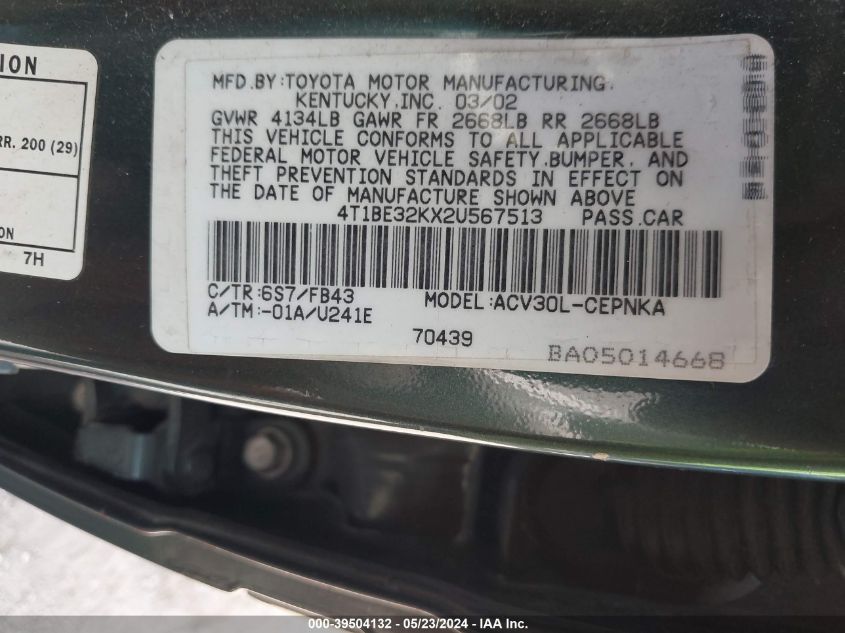 ION
RR. 200 (29)
ON
7H
MFD.BY:TOYOTA MOTOR MANUFACTURING,
KENTUCKY,INC. 03/02
GVWR 4134LB GAWR FR 2668LB RR 2668LB
THIS VEHICLE CONFORMS TO ALL APPLICABLE
FEDERAL MOTOR VEHICLE SAFETY,BUMPER, AND
THEFT PREVENTION STANDARDS IN EFFECT ON
THE DATE OF MANUFACTURE SHOWN ABOVE
4T1BE32KX2U567513 PASS.CAR
C/TR:6S7/FB43 MODEL:ACV30L-CEPNKA
A/TM:-01A/U241E
70439
BA05014668
000-39504132 - 05/23/2024 - IAA Inc.